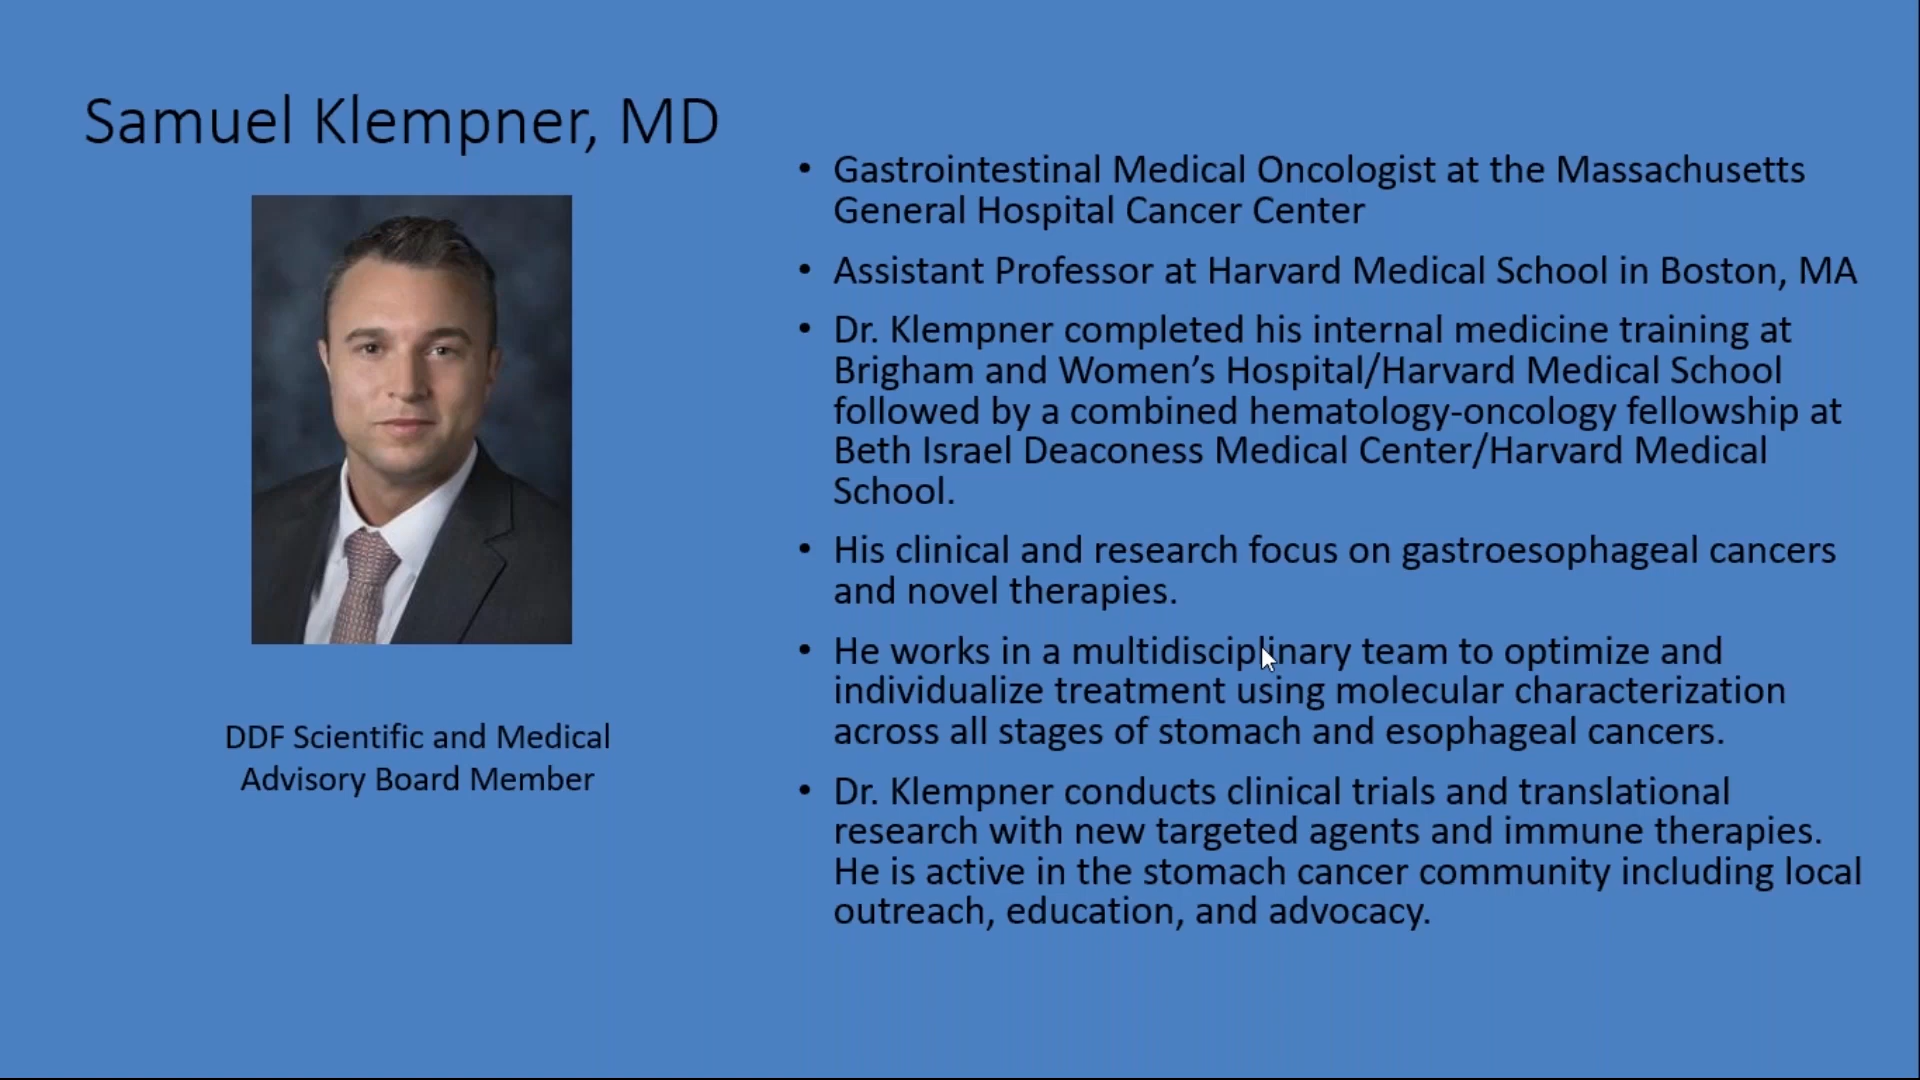 Samuel Klempner, MD
DDF Scientific and Medical
Advisory Board Member
• Gastrointestinal Medical Oncologist at the Massachusetts
General Hospital Cancer Center
• Assistant Professor at Harvard Medical School in Boston, MA
• Dr. Klempner completed his internal medicine training at
Brigham and Women’s Hospital/Harvard Medical School
followed by a combined hematology-oncology fellowship at
Beth Israel Deaconess Medical Center/Harvard Medical
School.
• His clinical and research focus on gastroesophageal cancers
and novel therapies.
• He works in a multidisciplinary team to optimize and
individualize treatment using molecular characterization
across all stages of stomach and esophageal cancers.
• Dr. Klempner conducts clinical trials and translational
research with new targeted agents and immune therapies.
He is active in the stomach cancer community including local
outreach, education, and advocacy.